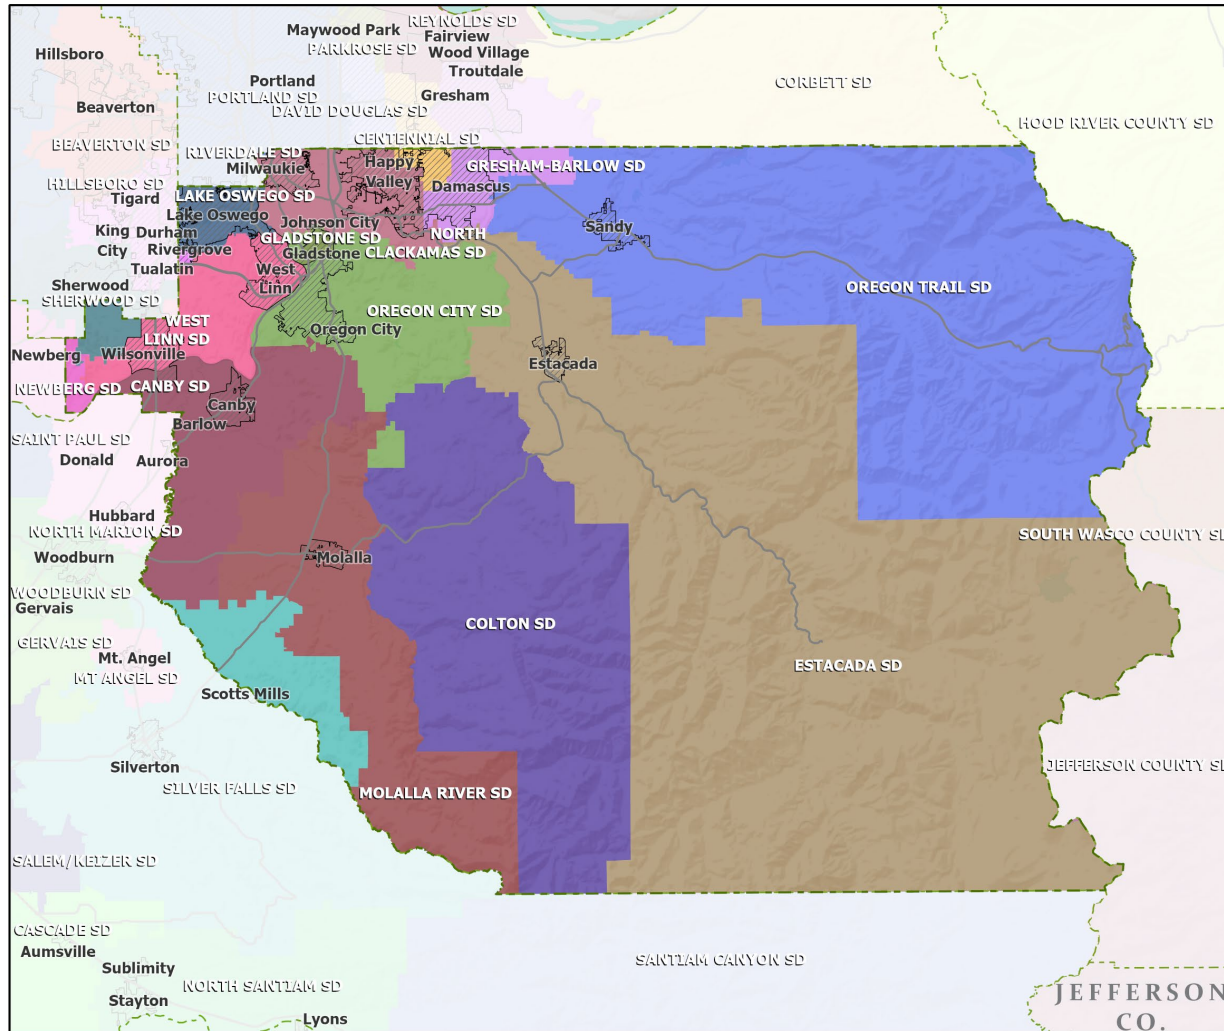 Maywood Park
REYNOLDS SD
Fairview
PARKROSE SD
Wood Village
Hillsboro
Troutdale
Portland
CORBETT SD
PORTLAND SD
Gresham
Beaverton
DAVID DOUGLAS SD
HOOD RIVER COUNTY SD
CENTENNIAL SD
BEAVERTON SD
RIVERDALE SD
Milwaukie
Happy
Valley
GRESHAM-BARLOW SD
HILLSBORO SD
Damascus
LAKE OSWEGO SD
Tigard
Lake Oswego
Johnson City
Sandy
King
City
Durham
NORTH
CLACKAMAS SD
GLADSTONE SD
Rivergrove
Gladstone
Tualatin
West
Linn
Sherwood
OREGON TRAIL SD
SHERWOOD SD
OREGON CITY SD
WEST
LINN SD
Oregon City
Newberg
Wilsonville
Estacada
NEWBERG SD
CANBY SD
Canby
Barlow
SAINT PAUL SD
Donald
Aurora
Hubbard
NORTH MARION SD
SOUTH WASCO COUNTY S
Woodburn
Molalla
WOODBURN SD
Gervais
COLTON SD
GERVAIS SD
Mt. Angel
ESTACADA SD
MT ANGEL SD
Scotts Mills
Silverton
JEFFERSON COUNTY S
SILVER FALLS SD
MOLALLA RIVER SD
SALEM/KEIZER SD
CASCADE SD
Aumsville
SANTIAM CANYON SD
Sublimity
NORTH SANTIAM SD
Stayton
JEFFERSON
CO.
Lyons